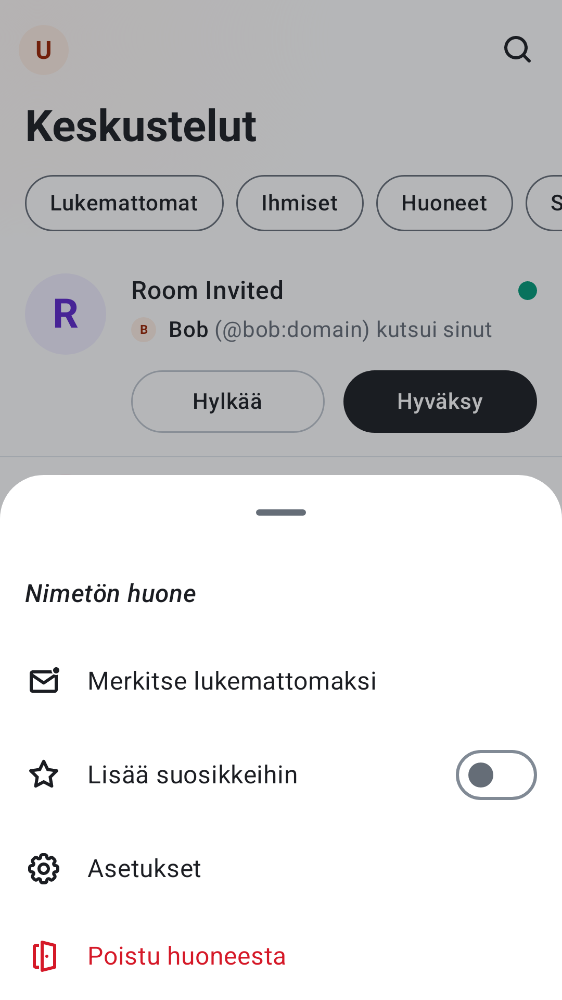 U
Keskustelut
Lukemattomat Ihmiset Huoneet S
R
Room Invited
B Bob (@bob:domain) kutsui sinut
Hylkää Hyväksy
Nimetön huone
Merkitse lukemattomaksi
Lisää suosikkeihin
Asetukset
Poistu huoneesta